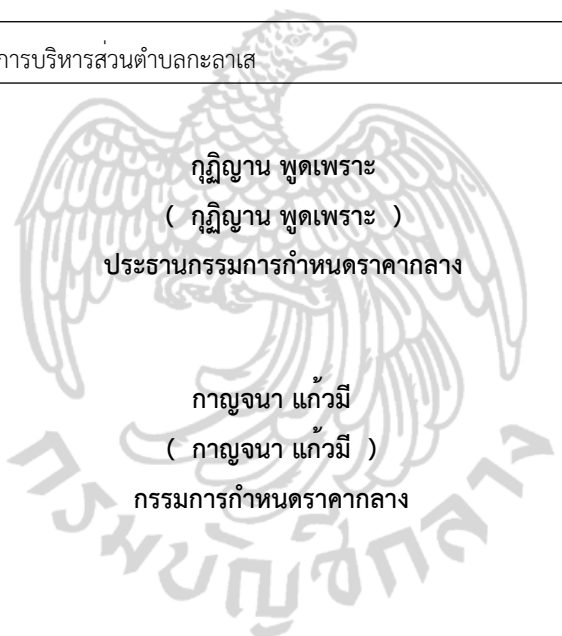 การบริหารส่วนตำบลกะลาเส
กุฏิญาน พูดเพราะ
( กุฏิญาน พูดเพราะ )
ประธานกรรมการกำหนดราคากลาง
กาญจนา แก้วมี
( กาญจนา แก้วมี )
กรรมการกำหนดราคากลาง
กรมบัญชีกลาง